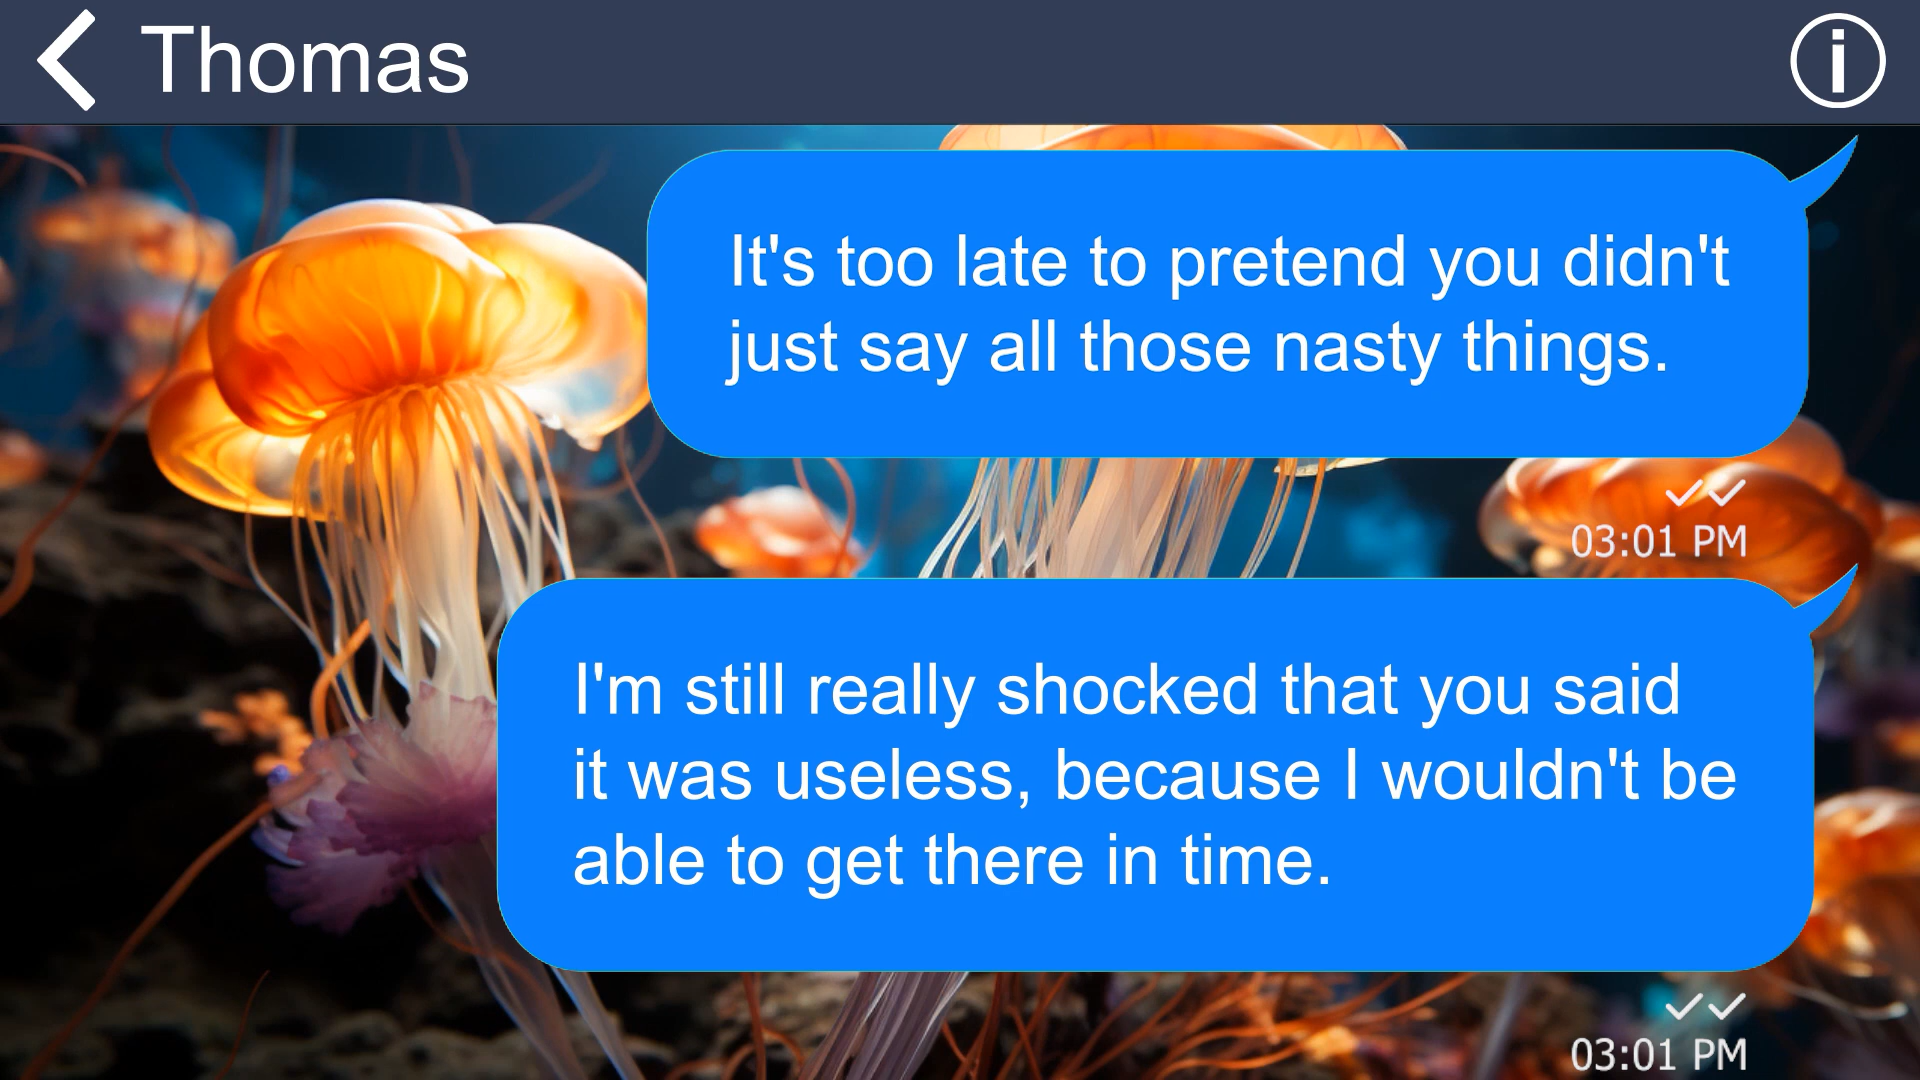 Thomas
It's too late to pretend you didn't
just say all those nasty things.
03:01 PM
I'm still really shocked that you said
it was useless, because I wouldn't be
able to get there in time.
03:01 PM